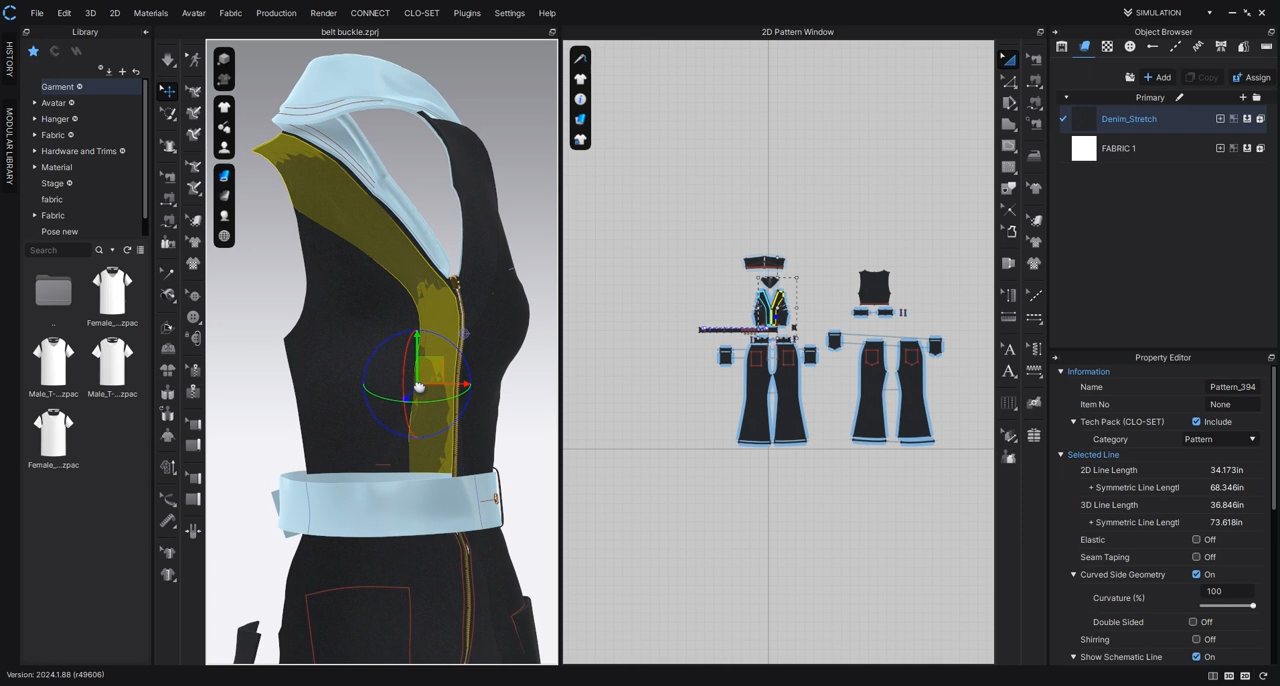 File Edit 3D 2D Materials Avatar Fabric Production Render CONNECT CLO-SET Plugins Settings Help SIMULATION
Library
belt buckle.zprj
2D Pattern Window
Object Browser
HISTORY
MODULAR LIBRARY
Garment
Avatar
Hanger
Fabric
Hardware and Trims
Material
Stage
fabric
Fabric
Pose new
Search
..
Female_...zpac
Male_T-...zpac
Male_T-...zpac
Female_...zpac
Add Copy Assign
Primary
Denim_Stretch
FABRIC 1
Property Editor
Information
Name Pattern_394
Item No None
Tech Pack (CLO-SET) Include
Category Pattern
Selected Line
2D Line Length 34.173in
+ Symmetric Line Lengtl 68.346in
3D Line Length 36.846in
+ Symmetric Line Lengtl 73.618in
Elastic Off
Seam Taping Off
Curved Side Geometry On
Curvature (%) 100
Double Sided Off
Shirring Off
Show Schematic Line On
Version: 2024.1.88 (r49606)
3D 2D